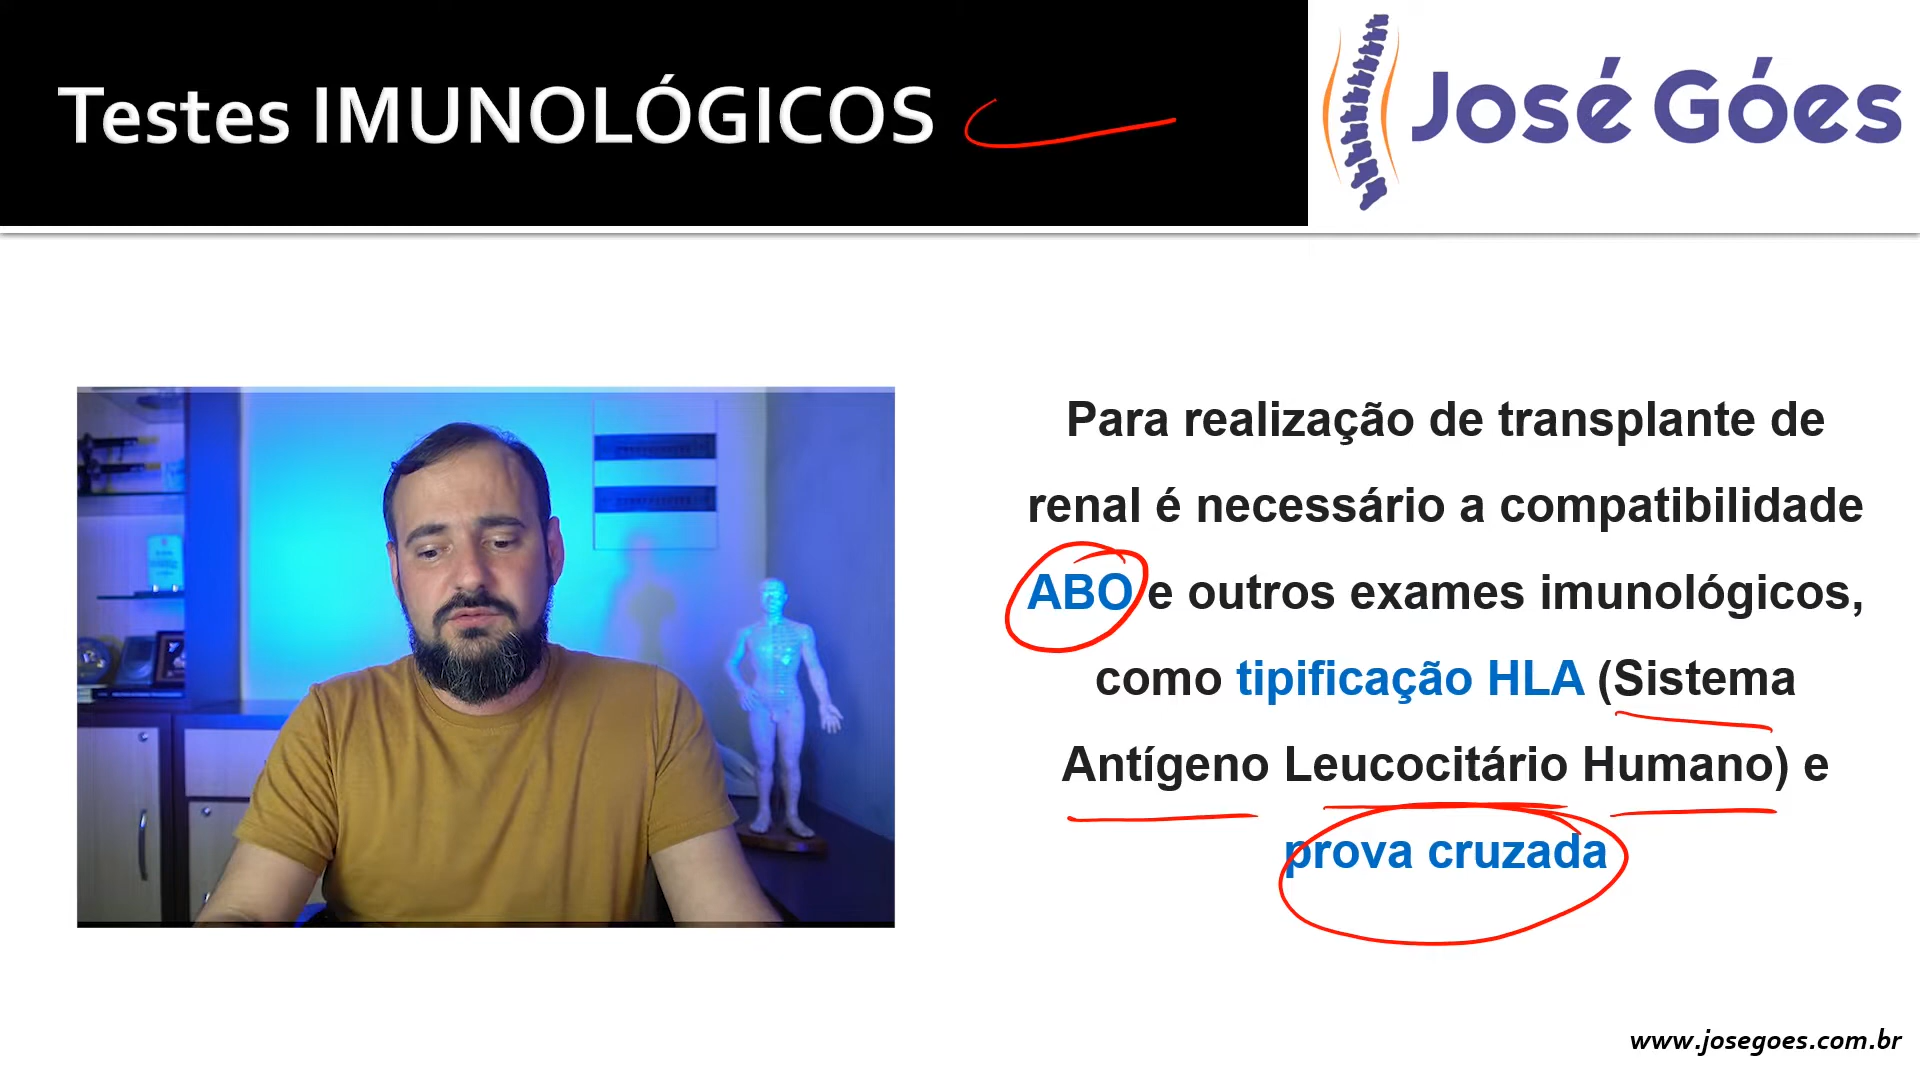 Testes IMUNOLÓGICOS
José Góes
Para realização de transplante de
renal é necessário a compatibilidade
ABO e outros exames imunológicos,
como tipificação HLA (Sistema
Antígeno Leucocitário Humano) e
prova cruzada
www.josegoes.com.br